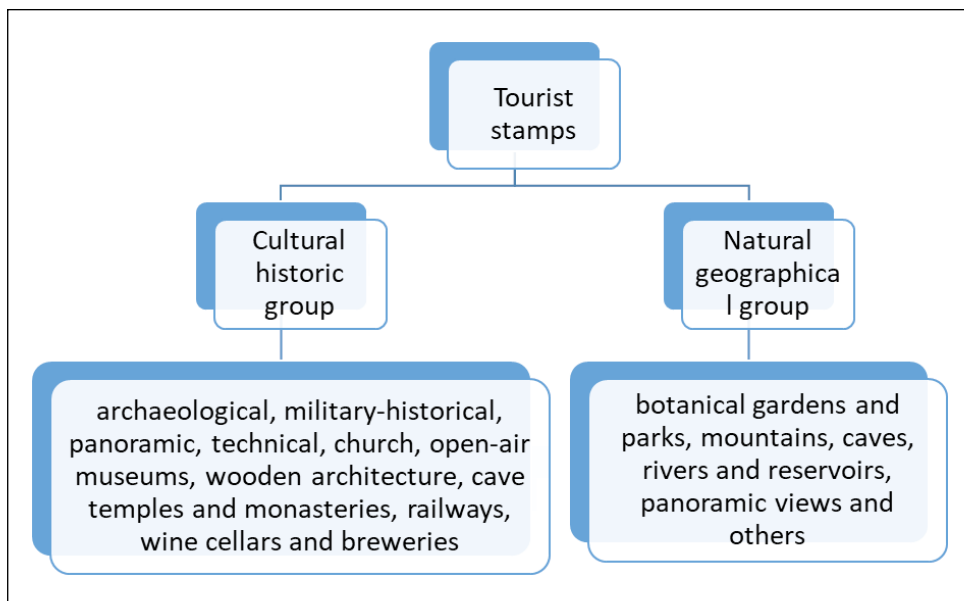 Tourist
stamps
Cultural
historic
group
Natural
geographica
l group
archaeological, military-historical,
panoramic, technical, church, open-air
museums, wooden architecture, cave
temples and monasteries, railways,
wine cellars and breweries
botanical gardens and
parks, mountains, caves,
rivers and reservoirs,
panoramic views and
others